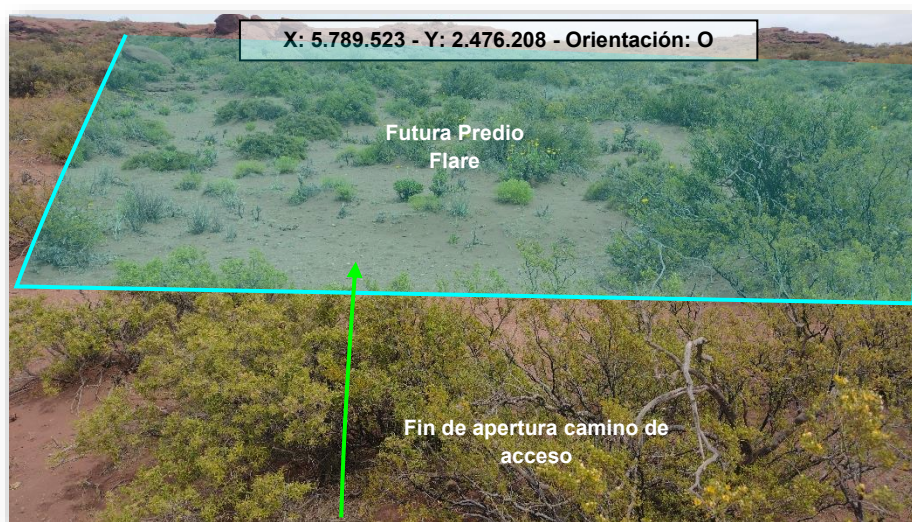 X: 5.789.523 - Y: 2.476.208 - Orientación: O
Futura Predio
Flare
Fin de apertura camino de
acceso